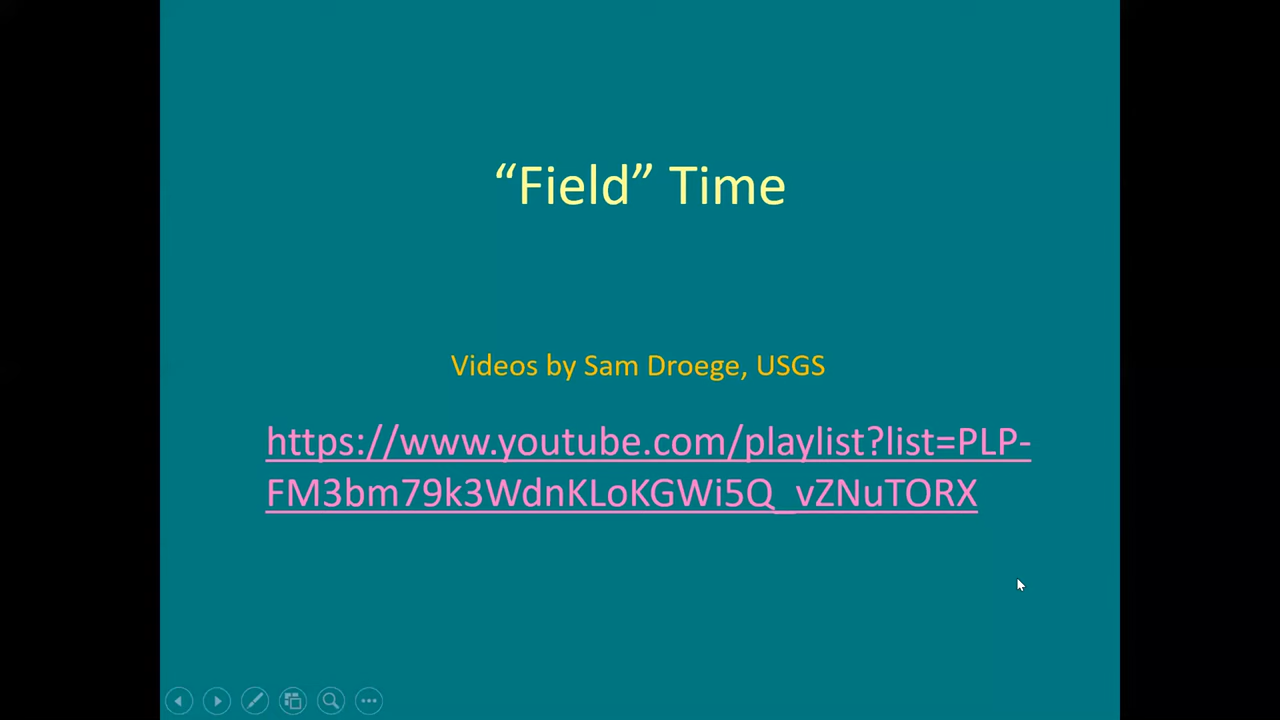 “Field” Time
Videos by Sam Droege, USGS
https://www.youtube.com/playlist?list=PLP-
FM3bm79k3WdnKLoKGWi5Q_vZNuTORX